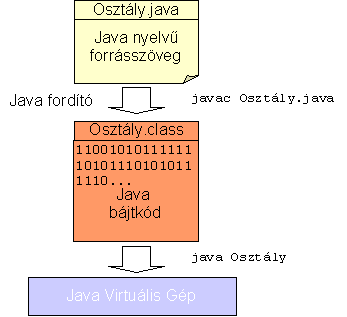 Osztály.java
Java nyelvű
forrásszöveg
Java fordító
javac Osztály.java
Osztály.class
11001010111111
10101110101011
1110...
Java
bájtkód
java Osztály
Java Virtuális Gép